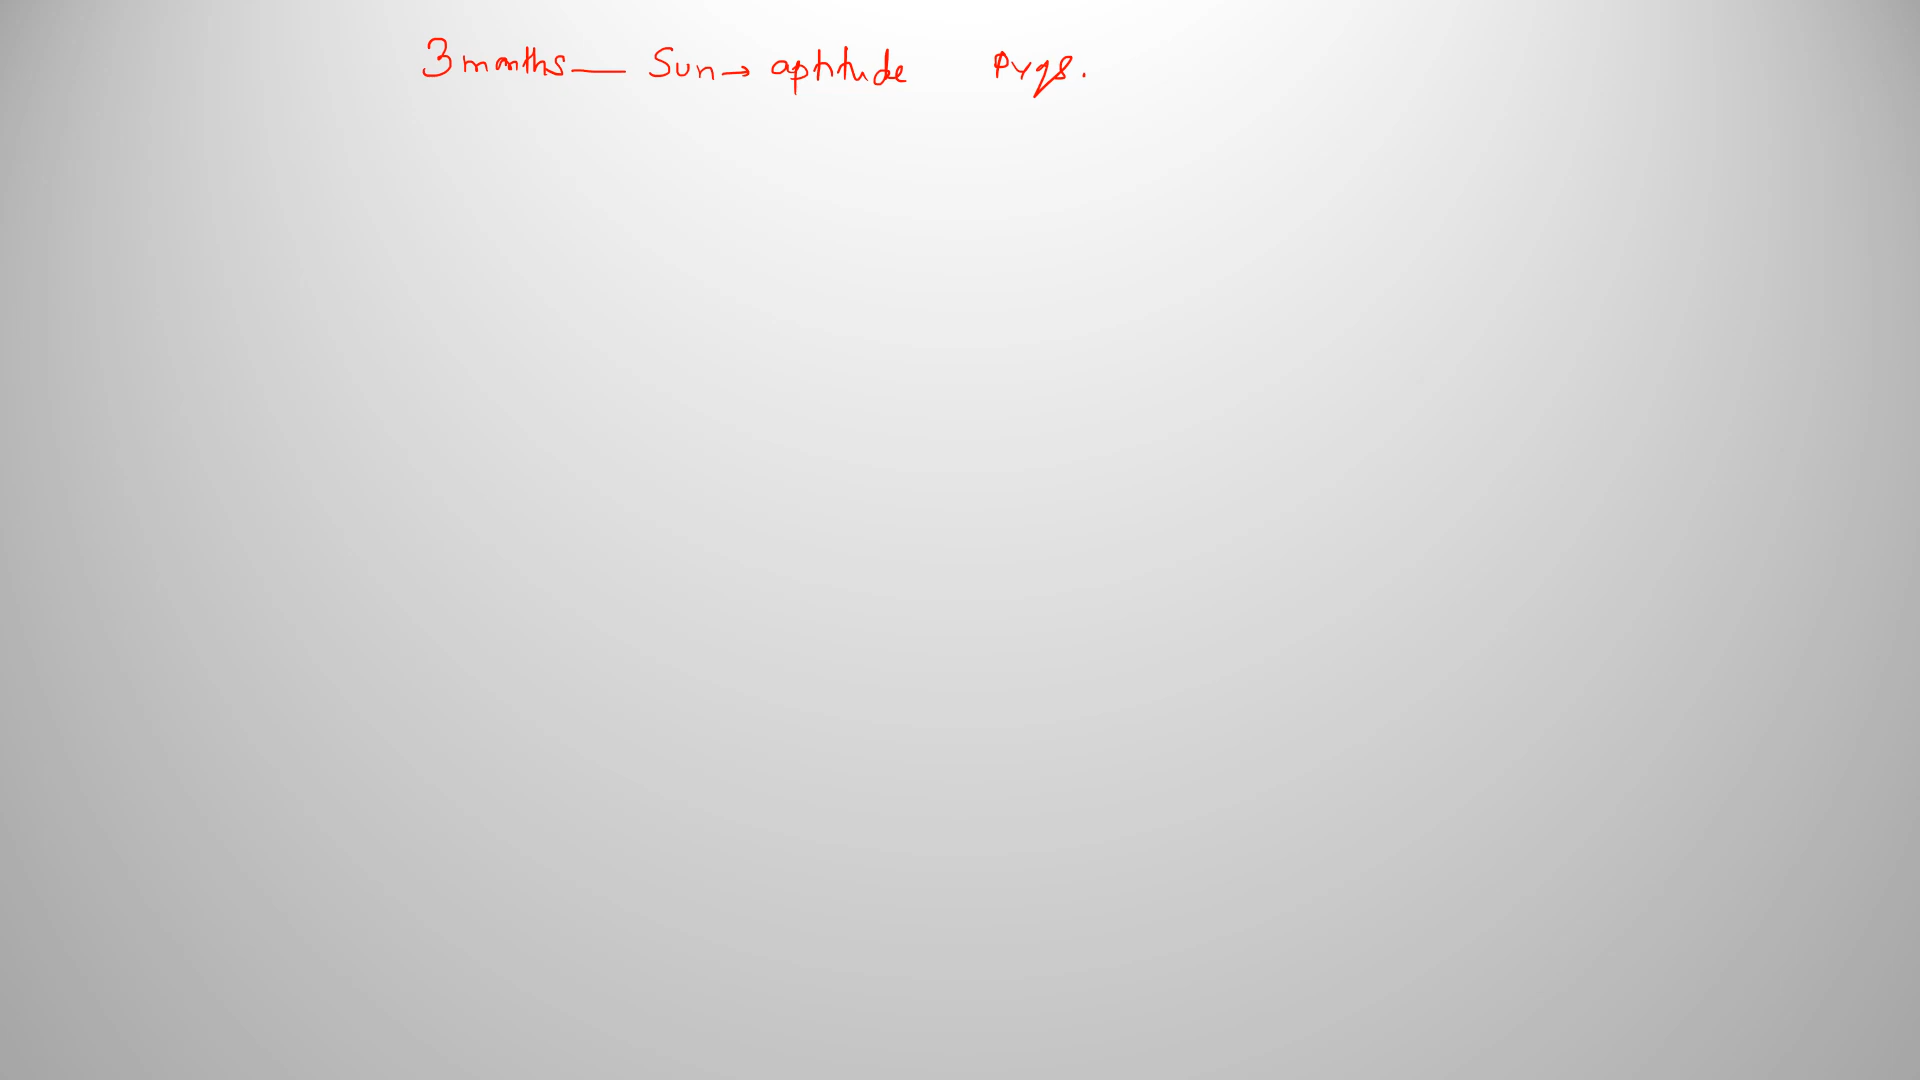 3 months — Sun → aptitude Pyqs.